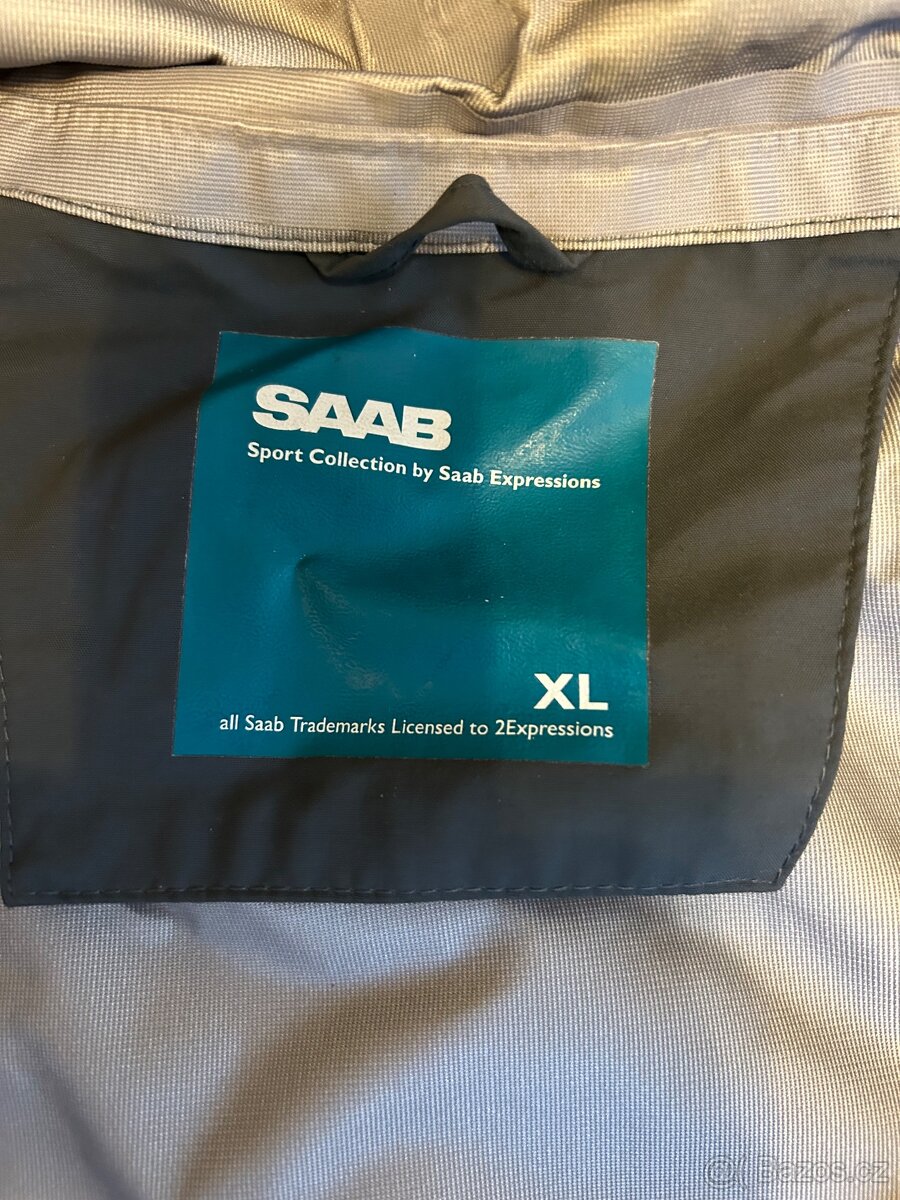 SAAB
Sport Collection by Saab Expressions
XL
all Saab Trademarks Licensed to 2Expressions
Bazos.cz